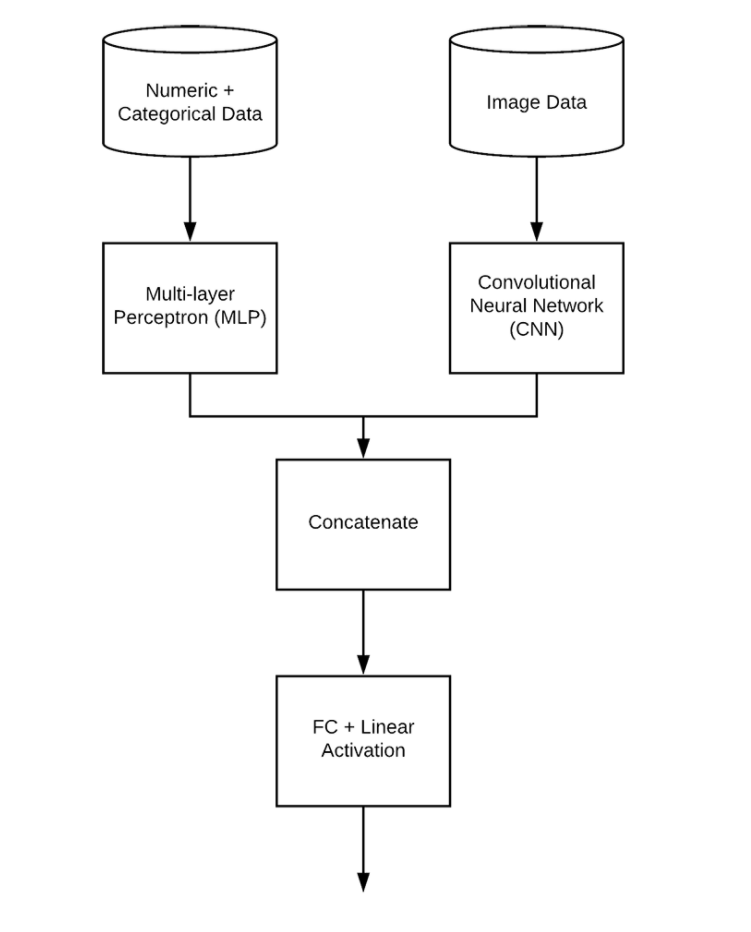 Numeric +
Categorical Data
Image Data
Multi-layer
Perceptron (MLP)
Convolutional
Neural Network
(CNN)
Concatenate
FC + Linear
Activation